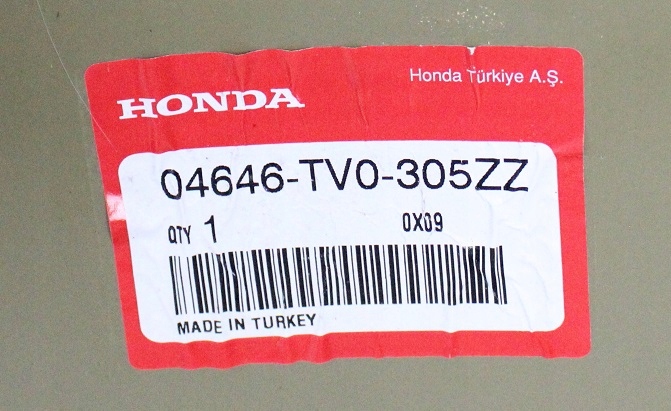 Honda Türkiye A.Ş.
HONDA
04646-TV0-305ZZ
QTY 1 0X09
MADE IN TURKEY